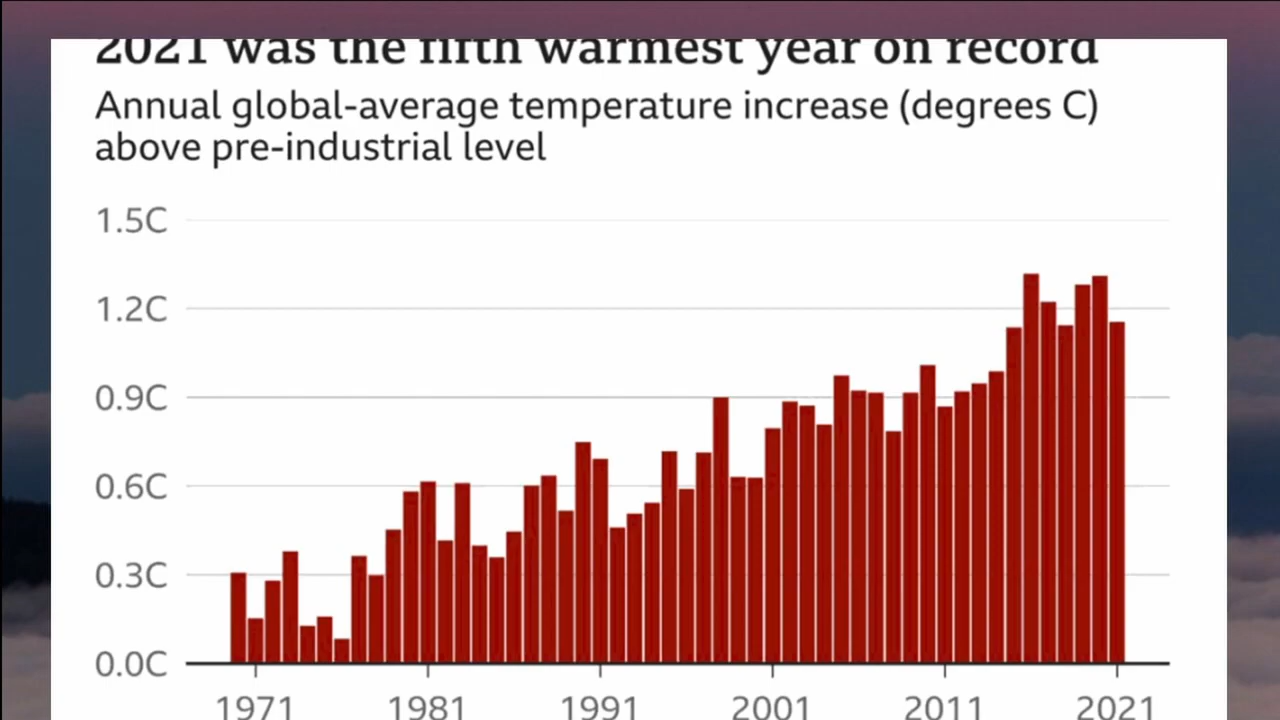 2021 was the fifth warmest year on record
Annual global-average temperature increase (degrees C)
above pre-industrial level
1.5C
1.2C
0.9C
0.6C
0.3C
0.0C
1971 1981 1991 2001 2011 2021